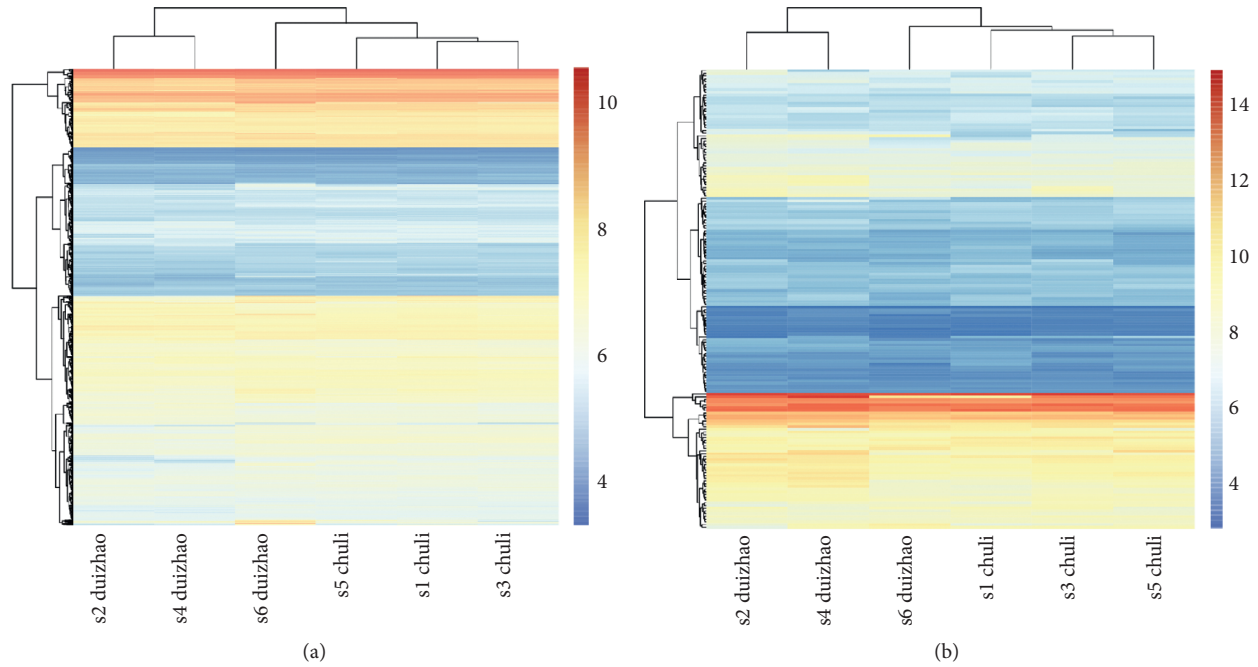 10
8
6
4
s2 duizhao
s4 duizhao
s6 duizhao
s5 chuli
s1 chuli
s3 chuli
(a)
14
12
10
8
6
4
s2 duizhao
s4 duizhao
s6 duizhao
s1 chuli
s3 chuli
s5 chuli
(b)